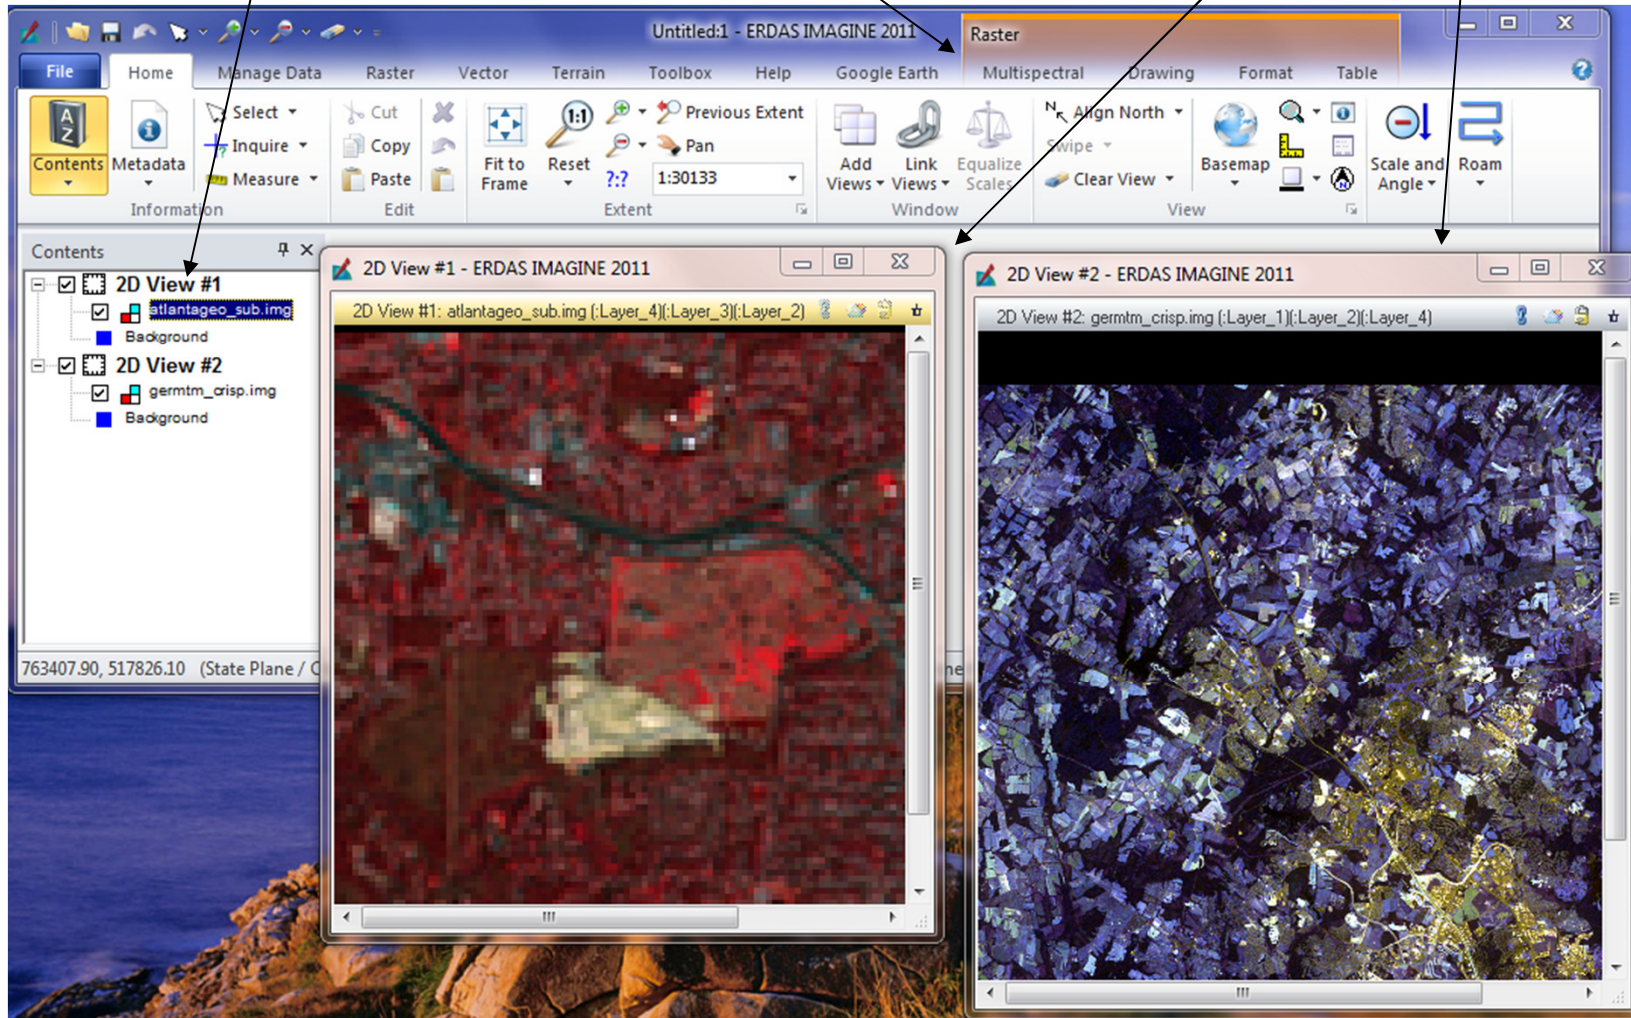 Untitled:1 - ERDAS IMAGINE 2011
Raster
File Home Manage Data Raster Vector Terrain Toolbox Help Google Earth Multispectral Drawing Format Table
Contents
Metadata
Select
Inquire
Measure
Information
Cut
Copy
Paste
Edit
Fit to
Frame
1:1
Reset
?:?
Previous Extent
Pan
1:30133
Extent
Add
Views
Link
Views
Equalize
Scales
Window
Align North
Swipe
Clear View
Basemap
View
Scale and
Angle
Roam
Contents
2D View #1
atlantageo_sub.img
Background
2D View #2
germtm_crisp.img
Background
763407.90, 517826.10 (State Plane / C
2D View #1 - ERDAS IMAGINE 2011
2D View #1: atlantageo_sub.img (:Layer_4)(:Layer_3)(:Layer_2)
2D View #2 - ERDAS IMAGINE 2011
2D View #2: germtm_crisp.img (:Layer_1)(:Layer_2)(:Layer_4)